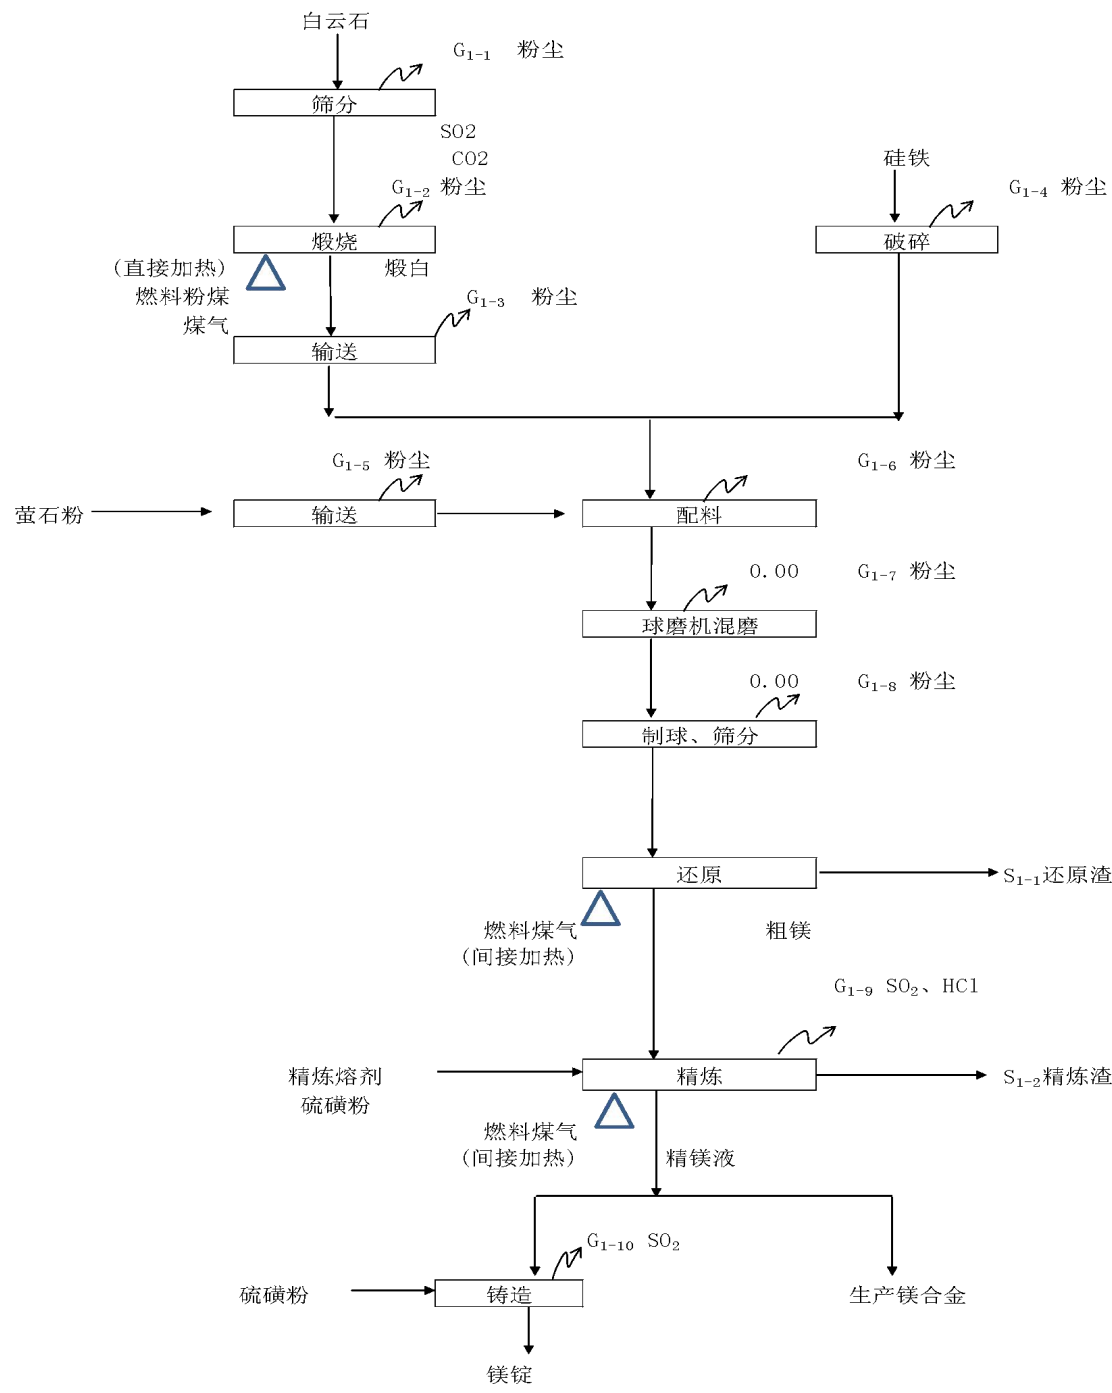 白云石
G₁₋₁ 粉尘
筛分
SO2
CO2
硅铁
G₁₋₂ 粉尘
G₁₋₄ 粉尘
煅烧
破碎
(直接加热)
煅白
燃料粉煤
G₁₋₃ 粉尘
煤气
输送
G₁₋₅ 粉尘
G₁₋₆ 粉尘
萤石粉
输送
配料
0.00 G₁₋₇ 粉尘
球磨机混磨
0.00 G₁₋₈ 粉尘
制球、筛分
还原
S₁₋₁还原渣
燃料煤气
粗镁
(间接加热)
G₁₋₉ SO₂、HCl
精炼熔剂
精炼
S₁₋₂精炼渣
硫磺粉
燃料煤气
(间接加热)
精镁液
G₁₋₁₀ SO₂
硫磺粉
铸造
生产镁合金
镁锭